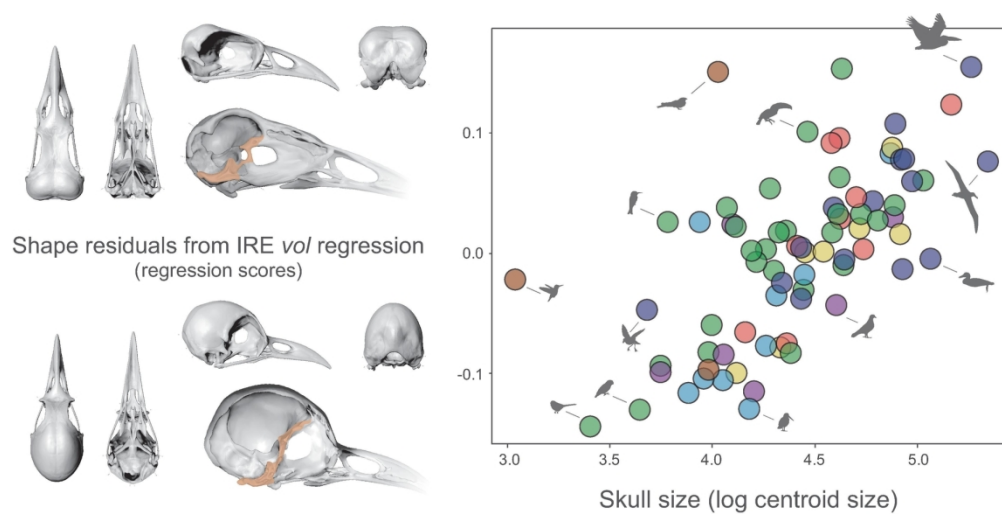 Shape residuals from IRE vol regression
(regression scores)
0.1
0.0
-0.1
3.0 3.5 4.0 4.5 5.0
Skull size (log centroid size)